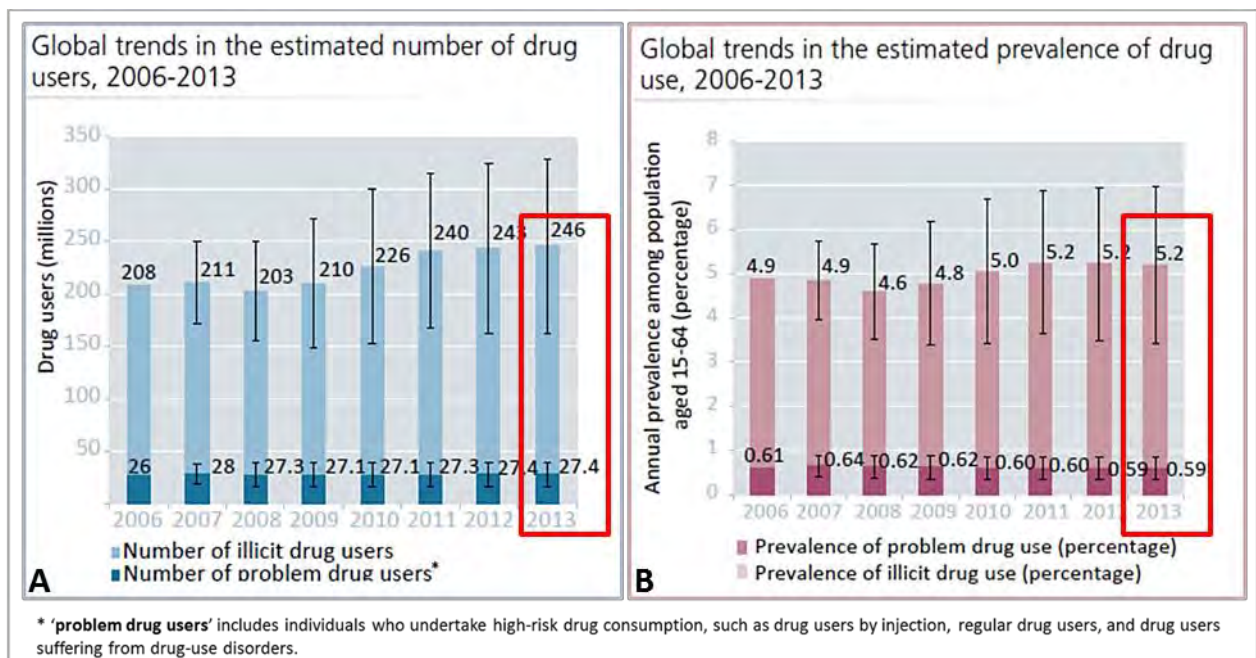 Global trends in the estimated number of drug
users, 2006-2013
350
300
250
200
150
100
50
Drug users (millions)
208
211
203
210
226
240
243
246
26
28
27.3
27.1
27.1
27.3
27.4
27.4
2006 2007 2008 2009 2010 2011 2012 2013
Number of illicit drug users
Number of problem drug users*
A
Global trends in the estimated prevalence of drug
use, 2006-2013
8
7
6
5
4
3
2
1
0
Annual prevalence among population
aged 15-64 (percentage)
4.9
4.9
4.6
4.8
5.0
5.2
5.2
5.2
0.61
0.64
0.62
0.62
0.60
0.60
0.59
0.59
2006 2007 2008 2009 2010 2011 2012 2013
Prevalence of problem drug use (percentage)
Prevalence of illicit drug use (percentage)
B
* 'problem drug users' includes individuals who undertake high-risk drug consumption, such as drug users by injection, regular drug users, and drug users
suffering from drug-use disorders.